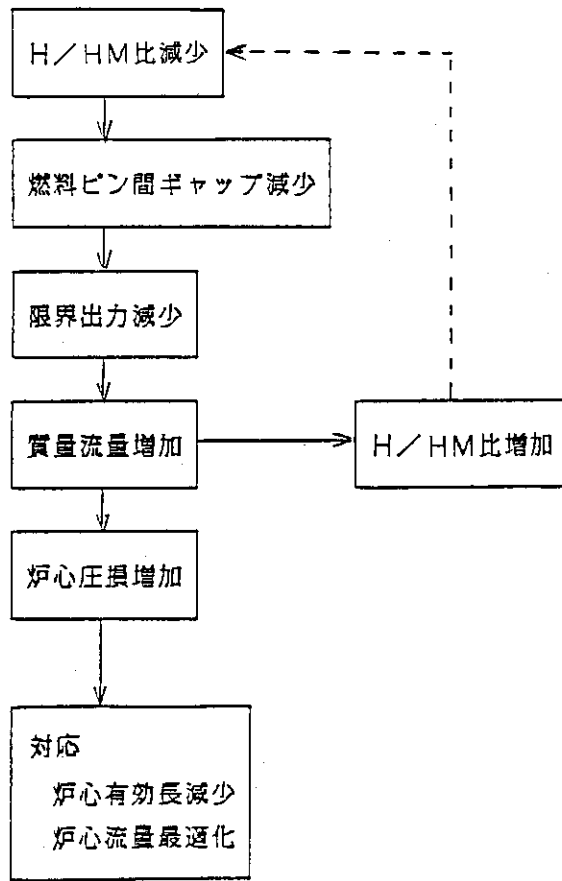 H/HM比減少
燃料ピン間ギャップ減少
限界出力減少
質量流量増加
H/HM比増加
炉心圧損増加
対応
炉心有効長減少
炉心流量最適化